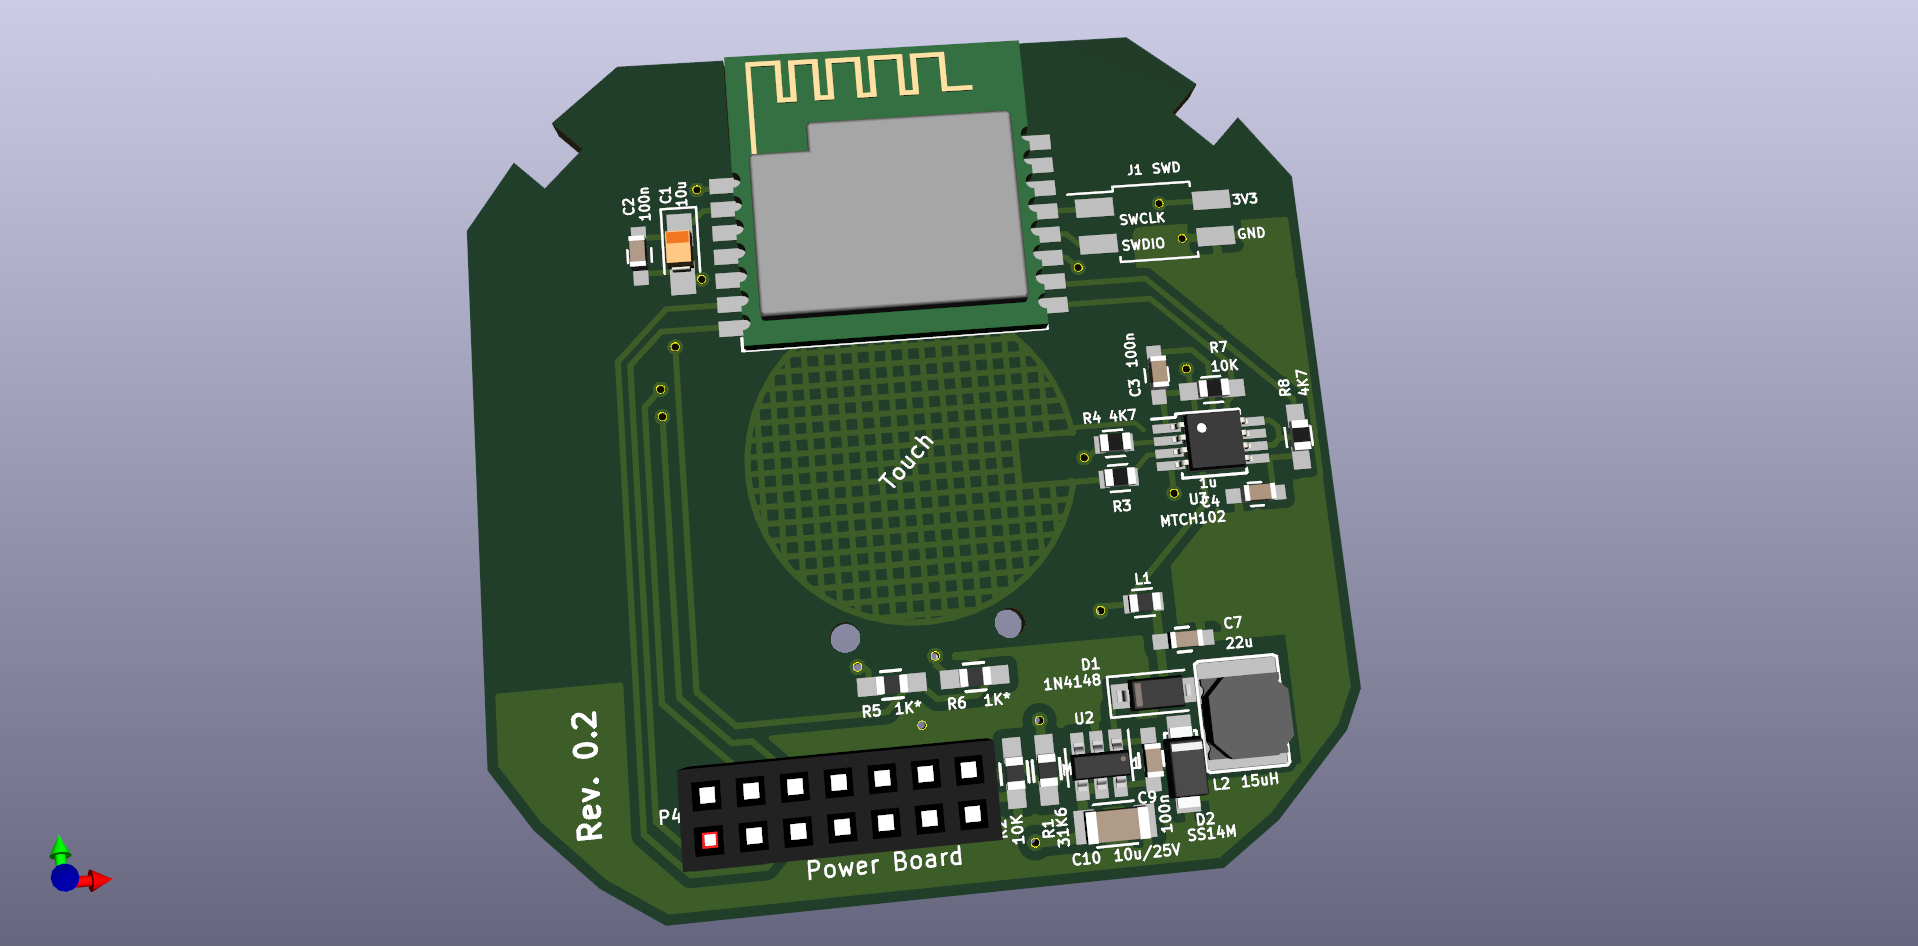 J1 SWD
3V3
SWCLK
GND
SWDIO
C2
100n
C1
10u
C3 100n
R7
10K
R8
4K7
R4 4K7
Touch
R3
1u
U3
C4
MTCH102
L1
C7
22u
D1
1N4148
R5 1K*
R6 1K*
U2
Rev. 0.2
L2 15uH
P4
10K
R1
31K6
C9
100n
D2
SS14M
C10 10u/25V
Power Board